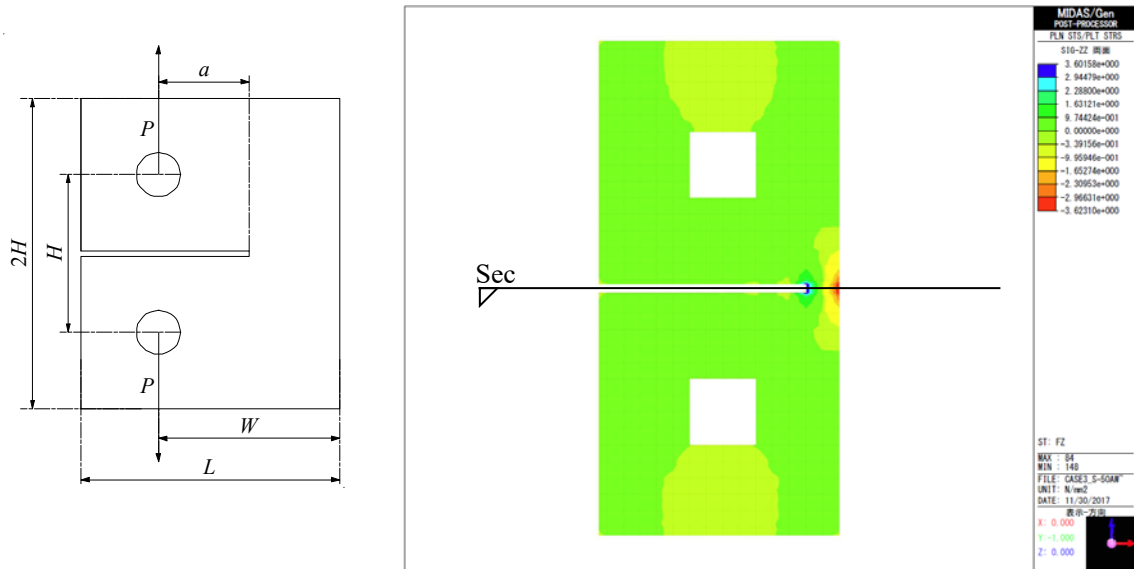 a
P
2H
H
P
W
L
Sec
MIDAS/Gen
POST-PROCESSOR
PLN STS/PLT STRS
SIG-ZZ 両面
3.60158e+000
2.94479e+000
2.28800e+000
1.63121e+000
9.74424e-001
0.00000e+000
-3.39156e-001
-9.95946e-001
-1.65274e+000
-2.30953e+000
-2.96631e+000
-3.62310e+000
ST: FZ
MAX : 84
MIN : 148
FILE: CASE3_S-50AW~
UNIT: N/mm2
DATE: 11/30/2017
表示-方向
X: 0.000
Y:-1.000
Z: 0.000